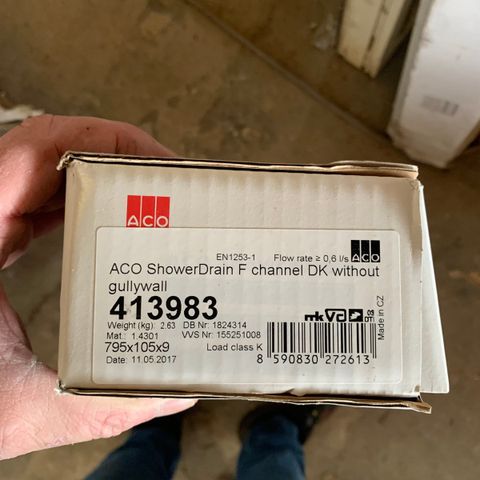 ACO
EN1253-1 Flow rate ≥ 0,6 l/s ACO
ACO ShowerDrain F channel DK without
gullywall
413983
Weight (kg): 2.63 DB Nr: 1824314
Mat.: 1.4301 VVS Nr: 155251008
795x105x9 Load class K
Date: 11.05.2017
mk VA
Made in CZ
8 590830 272613